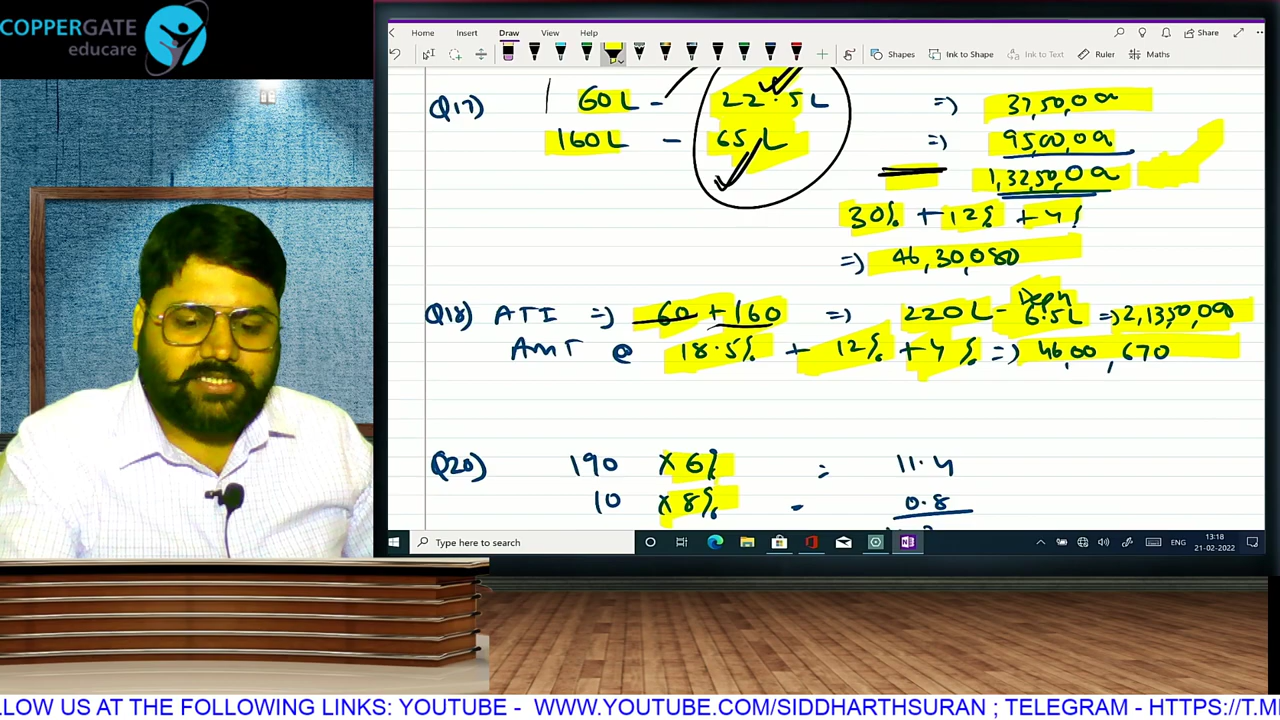 COPPERGATE
educare
Home Insert Draw View Help
Share
Shapes
Ink to Shape
Ink to Text
Ruler
Maths
Q17) 60L - 22.5L => 37,50,000
160L - 65L => 95,00,000
1,32,50,000
30% + 12% + 4%
=> 46,30,080
Q18) ATI => 60 + 160 => 220L - Depn 6.5L => 2,13,50,000
AMT @ 18.5% + 12% + 4% => 46,00,670
Q20) 190 x 6% = 11.4
10 x 8% = 0.8
Type here to search
ENG
13:18
21-02-2022
LLOW US AT THE FOLLOWING LINKS: YOUTUBE - WWW.YOUTUBE.COM/SIDDHARTHSURAN ; TELEGRAM - HTTPS://T.M